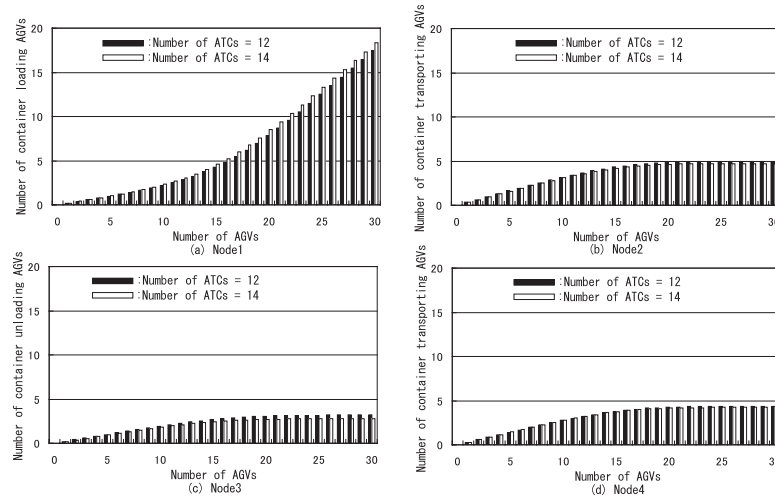 Number of container loading AGVs
20
15
10
5
0
:Number of ATCs = 12
:Number of ATCs = 14
0 5 10 15 20 25 30
Number of AGVs
(a) Node1
Number of container transporting AGVs
20
15
10
5
0
:Number of ATCs = 12
:Number of ATCs = 14
0 5 10 15 20 25
Number of AGVs
(b) Node2
Number of container unloading AGVs
20
15
10
5
0
:Number of ATCs = 12
:Number of ATCs = 14
0 5 10 15 20 25 30
Number of AGVs
(c) Node3
Number of container transporting AGVs
20
15
10
5
0
:Number of ATCs = 12
:Number of ATCs = 14
0 5 10 15 20 25
Number of AGVs
(d) Node4